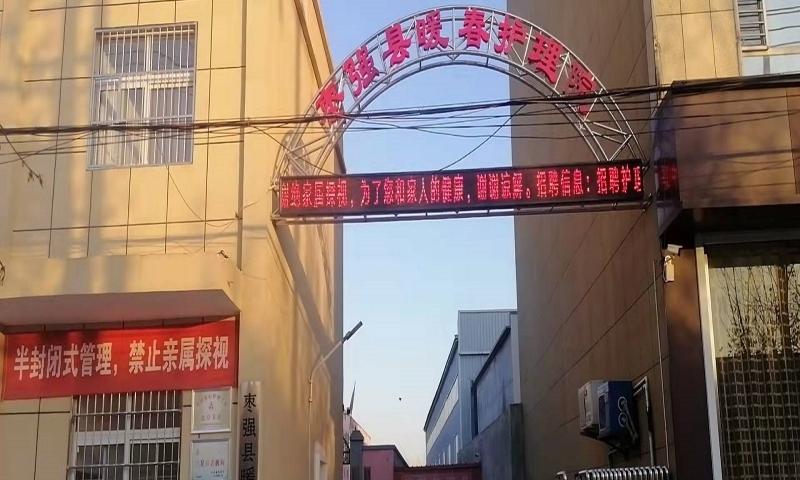 枣强县暖春护理院
谢绝家属探视，为了您和家人的健康，谢谢谅解。招聘信息：招聘护
半封闭式管理，禁止亲属探视
枣强县暖